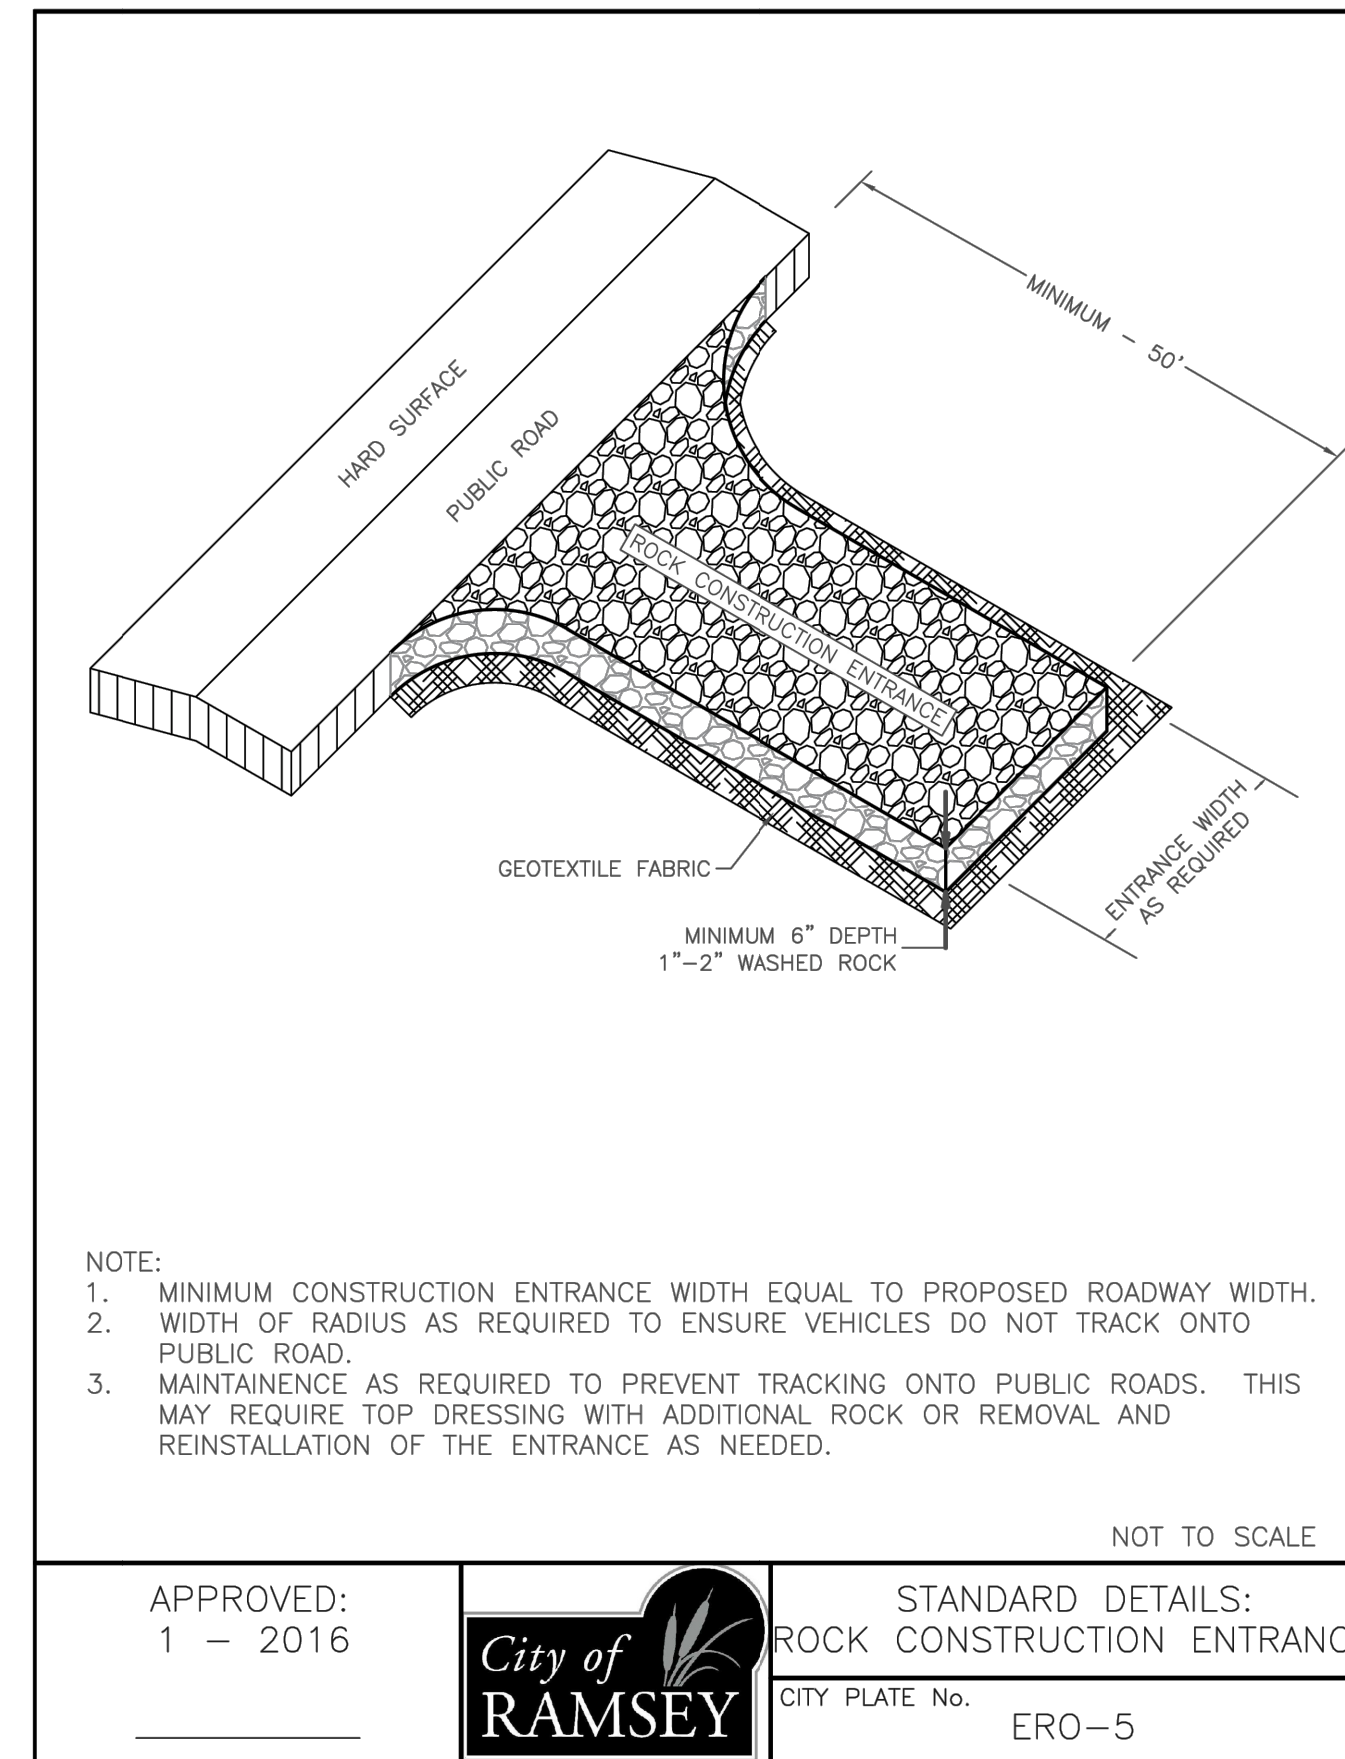 MINIMUM - 50'
HARD SURFACE
PUBLIC ROAD
ROCK CONSTRUCTION ENTRANCE
GEOTEXTILE FABRIC
MINIMUM 6" DEPTH
1"-2" WASHED ROCK
ENTRANCE WIDTH
AS REQUIRED
NOTE:
1. MINIMUM CONSTRUCTION ENTRANCE WIDTH EQUAL TO PROPOSED ROADWAY WIDTH.
2. WIDTH OF RADIUS AS REQUIRED TO ENSURE VEHICLES DO NOT TRACK ONTO
PUBLIC ROAD.
3. MAINTAINENCE AS REQUIRED TO PREVENT TRACKING ONTO PUBLIC ROADS. THIS
MAY REQUIRE TOP DRESSING WITH ADDITIONAL ROCK OR REMOVAL AND
REINSTALLATION OF THE ENTRANCE AS NEEDED.
NOT TO SCALE
APPROVED:
1 - 2016
City of
RAMSEY
STANDARD DETAILS:
ROCK CONSTRUCTION ENTRANC
CITY PLATE No.
ERO-5